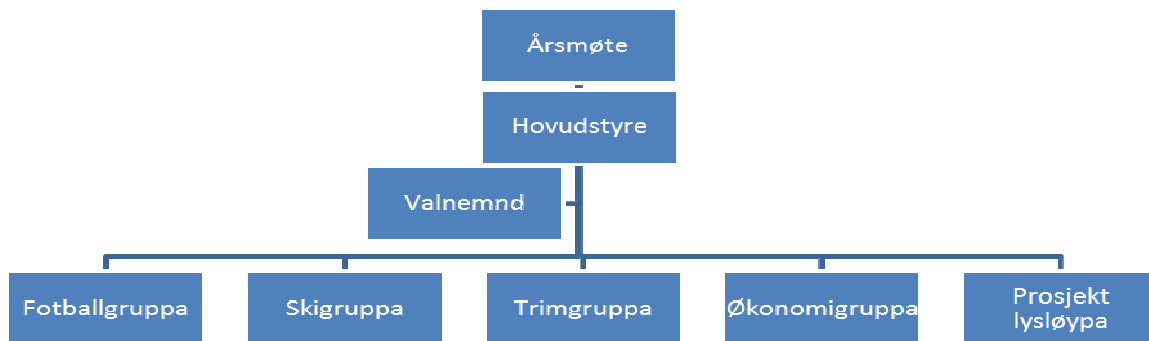 Årsmøte
Hovudstyre
Valnemnd
Fotballgruppa
Skigruppa
Trimgruppa
Økonomigruppa
Prosjekt
lysløypa